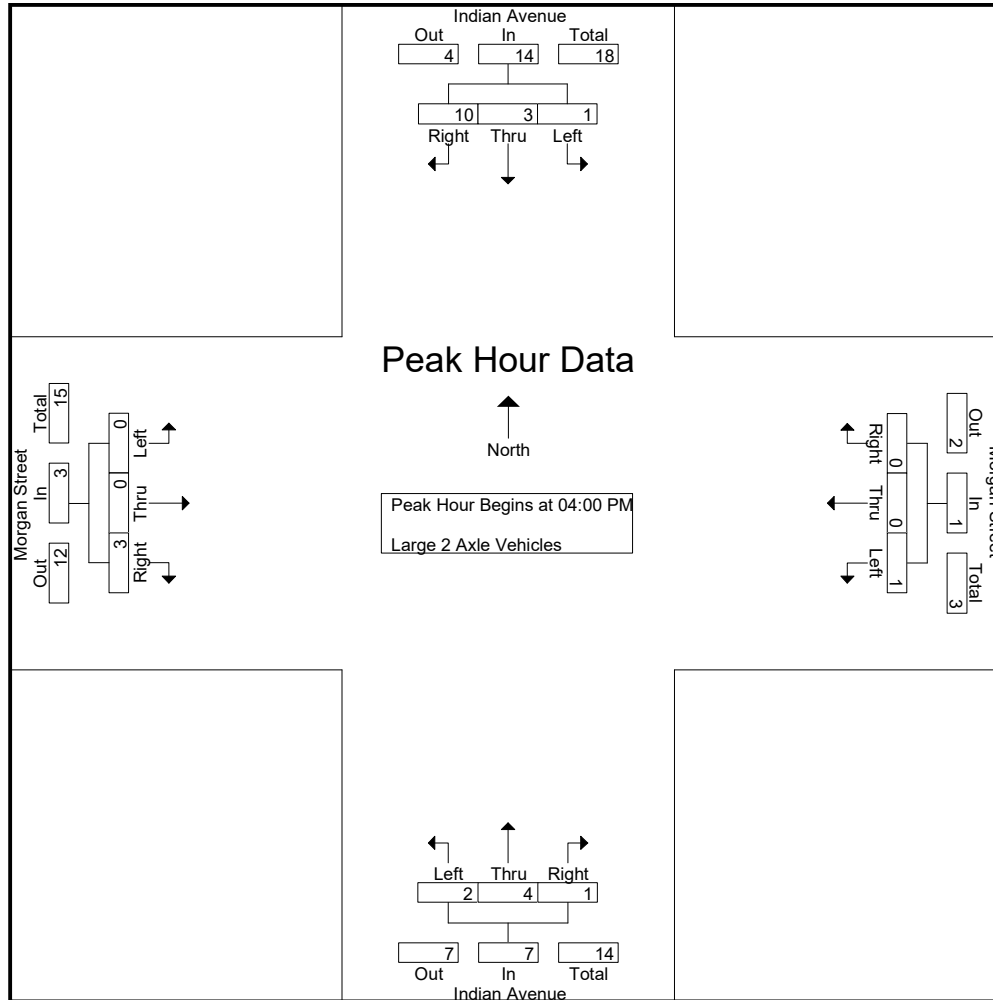 Indian Avenue
Out In Total
4 14 18
10 3 1
Right Thru Left
Peak Hour Data
North
Peak Hour Begins at 04:00 PM
Large 2 Axle Vehicles
Morgan Street
Total In Out
15 3 12
0 0 3
Left Thru Right
Right Thru Left
0 0 1
Out In Total
2 1 3
Left Thru Right
2 4 1
7 7 14
Out In Total
Indian Avenue